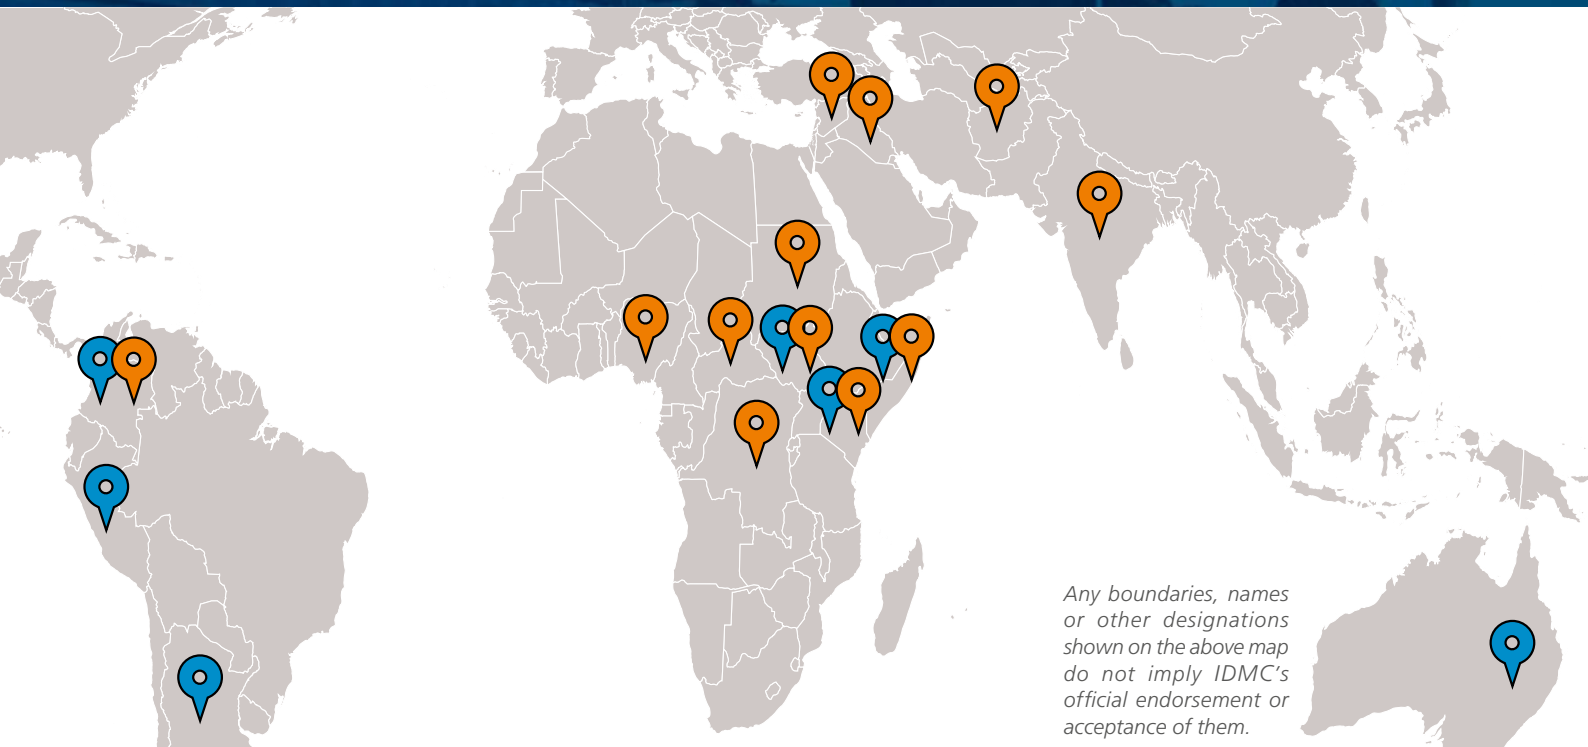 Any boundaries, names
or other designations
shown on the above map
do not imply IDMC’s
official endorsement or
acceptance of them.